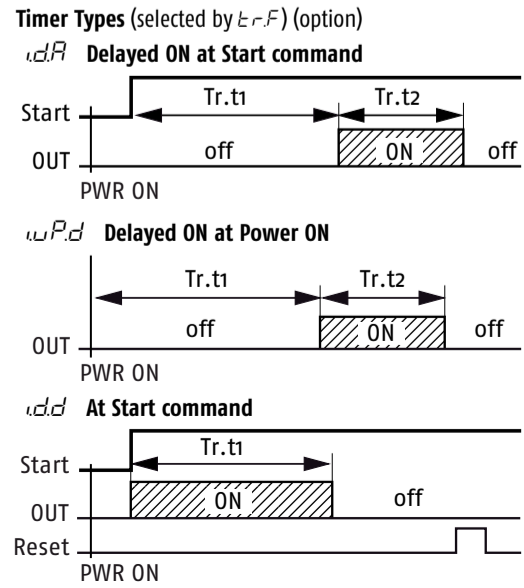 Timer Types (selected by tr.F) (option)
i.d.A Delayed ON at Start command
Tr.t1 Tr.t2
Start
OUT off ON off
PWR ON
i.uP.d Delayed ON at Power ON
Tr.t1 Tr.t2
OUT off ON off
PWR ON
i.d.d At Start command
Tr.t1
Start
OUT ON off
Reset
PWR ON